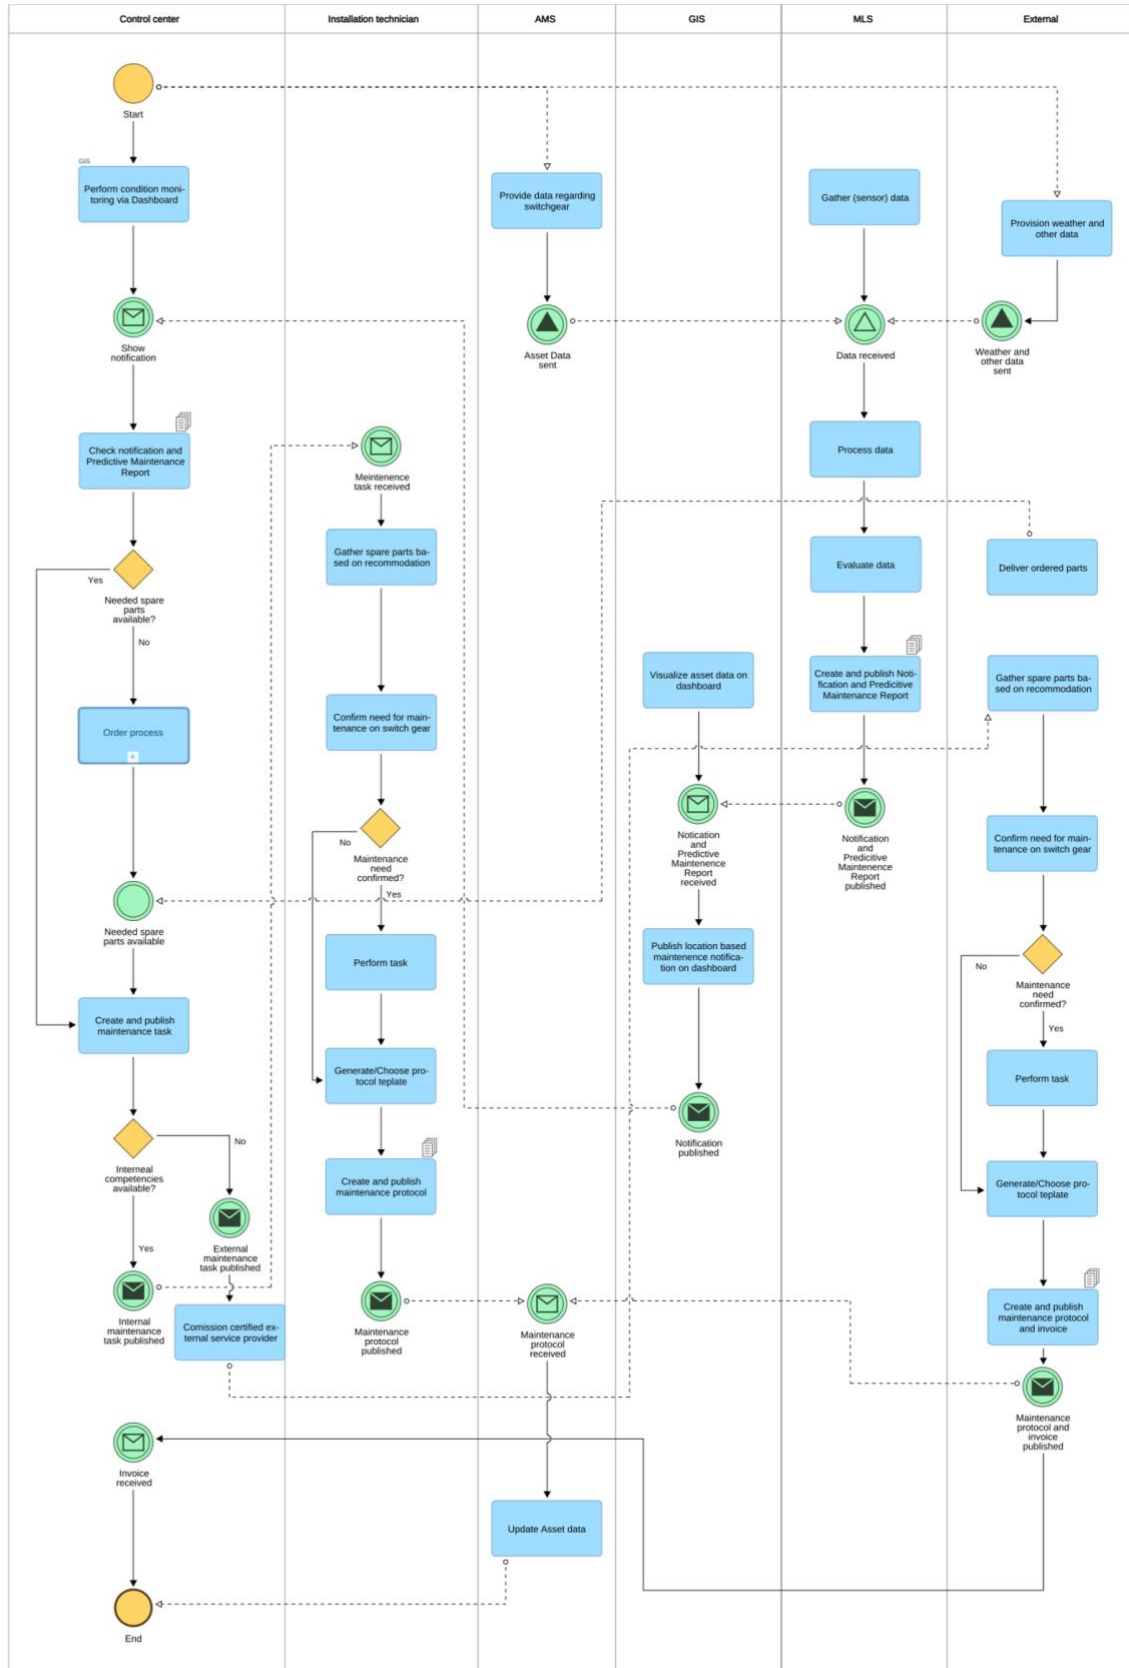 Control center
Installation technician
AMS
GIS
MLS
External
Start
GIS
Perform condition moni-
toring via Dashboard
Show
notification
Check notification and
Predictive Maintenance
Report
Yes
Needed spare
parts
available?
No
Order process
Needed spare
parts available
Create and publish
maintenance task
No
Interneal
competencies
available?
Yes
External
maintenance
task published
Internal
maintenance
task published
Comission certified ex-
ternal service provider
Invoice
received
End
Meintenence
task received
Gather spare parts ba-
sed on recommodation
Confirm need for main-
tenance on switch gear
No
Maintenance
need
confirmed?
Yes
Perform task
Generate/Choose pro-
tocol teplate
Create and publish
maintenance protocol
Maintenance
protocol
published
Provide data regarding
switchgear
Asset Data
sent
Maintenance
protocol
received
Update Asset data
Visualize asset data on
dashboard
Notication
and
Predicitive
Maintenence
Report
received
Publish location based
maintenence notifica-
tion on dashboard
Notification
published
Gather (sensor) data
Data received
Process data
Evaluate data
Create and publish Noti-
fication and Predicitive
Maintenance Report
Notification
and
Predicitive
Maintenence
Report
published
Provision weather and
other data
Weather and
other data
sent
Deliver ordered parts
Gather spare parts ba-
sed on recommodation
Confirm need for main-
tenance on switch gear
No
Maintenance
need
confirmed?
Yes
Perform task
Generate/Choose pro-
tocol teplate
Create and publish
maintenance protocol
and invoice
Maintenance
protocol and
invoice
published